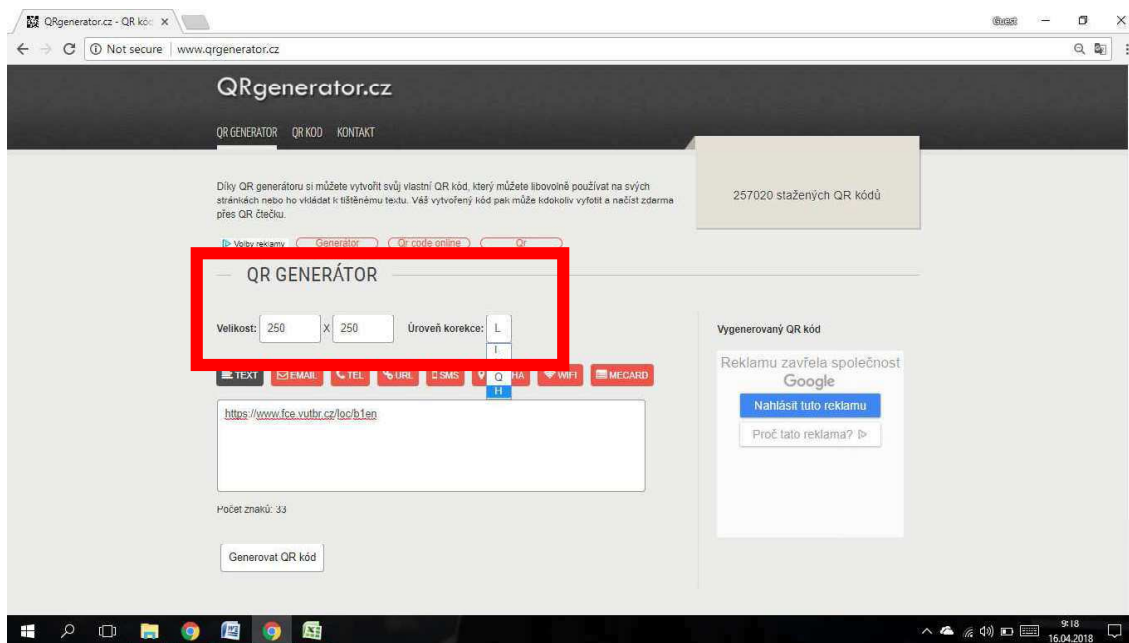 QRgenerator.cz - QR kó
Guest
Not secure | www.qrgenerator.cz
QRgenerator.cz
QR GENERATOR QR KOD KONTAKT
Díky QR generátoru si můžete vytvořit svůj vlastní QR kód, který můžete libovolně používat na svých
stránkách nebo ho vkládat k tištěnému textu. Váš vytvořený kód pak může kdokoliv vyfotit a načíst zdarma
přes QR čtečku.
257020 stažených QR kódů
Volby reklamy Generátor Qr code online Qr
QR GENERÁTOR
Velikost: 250 X 250 Úroveň korekce: L
Q
H
TEXT EMAIL TEL URL SMS HA WIFI MECARD
https://www.fce.vutbr.cz/loc/b1en
Počet znaků: 33
Generovat QR kód
Vygenerovaný QR kód
Reklamu zavřela společnost
Google
Nahlásit tuto reklamu
Proč tato reklama?
9:18
16.04.2018